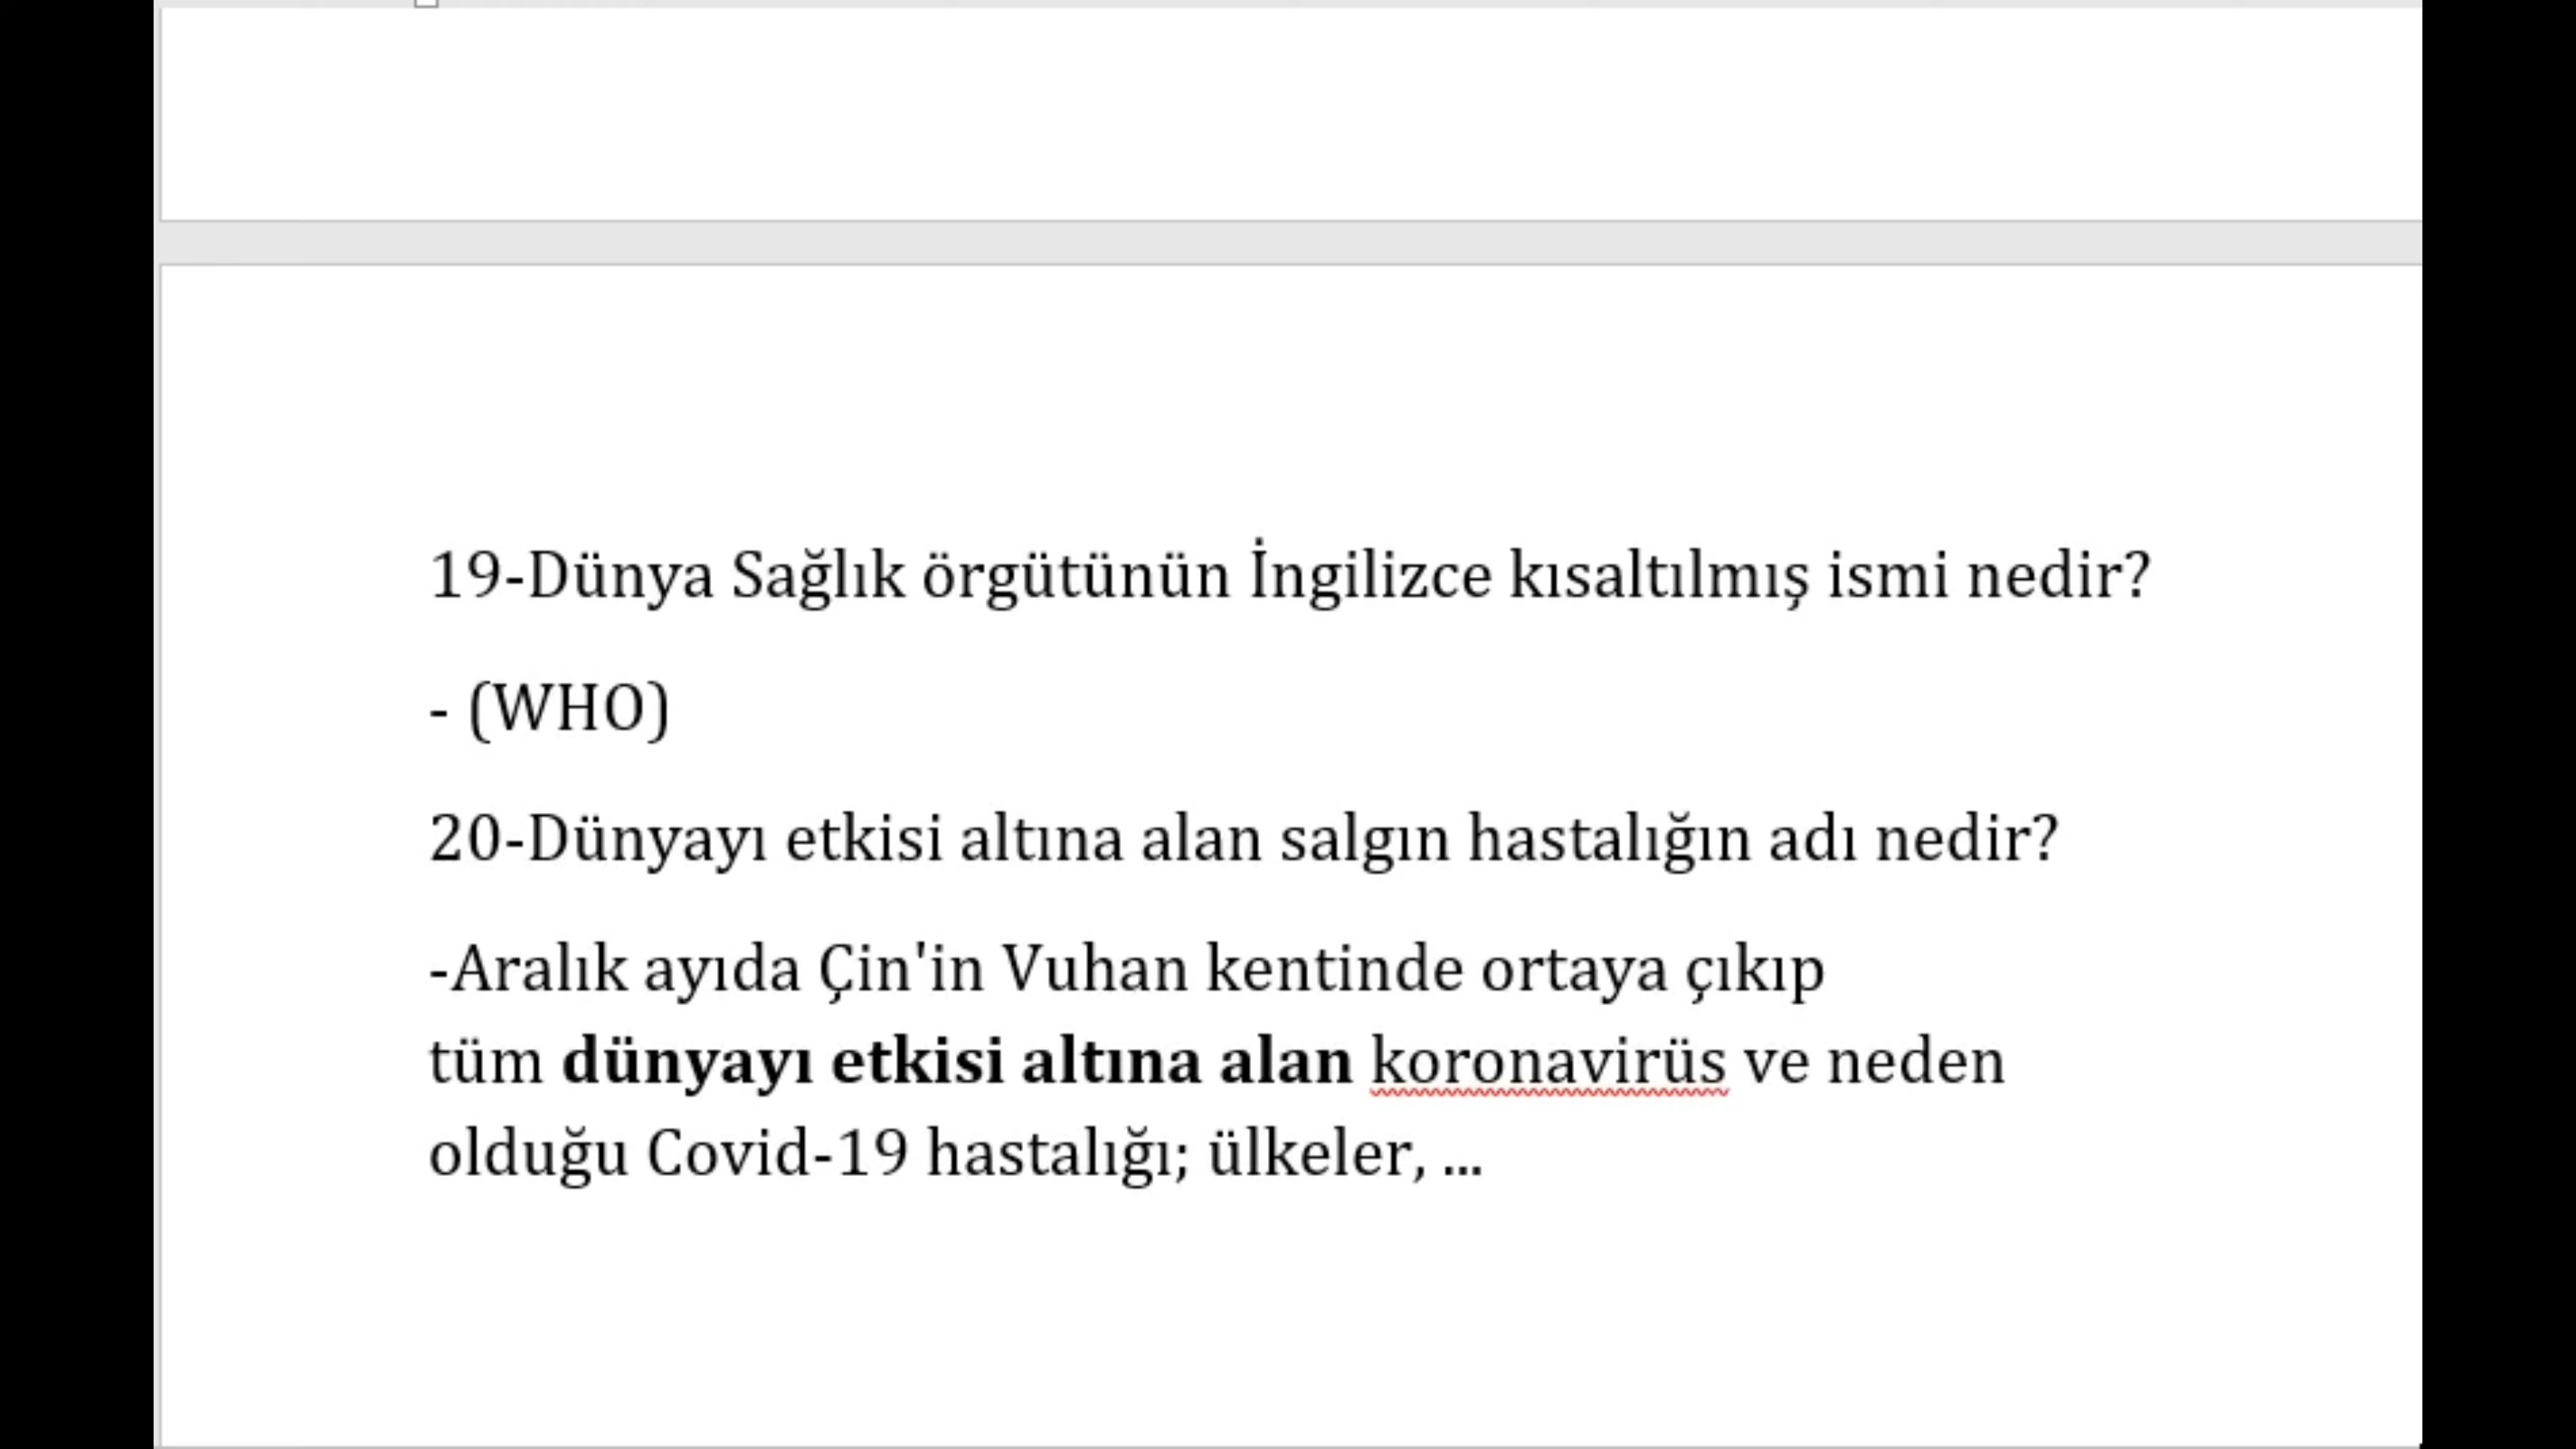 19-Dünya Sağlık örgütünün İngilizce kısaltılmış ismi nedir?
- (WHO)
20-Dünyayı etkisi altına alan salgın hastalığın adı nedir?
-Aralık ayıda Çin'in Vuhan kentinde ortaya çıkıp
tüm dünyayı etkisi altına alan koronavirüs ve neden
olduğu Covid-19 hastalığı; ülkeler, ...